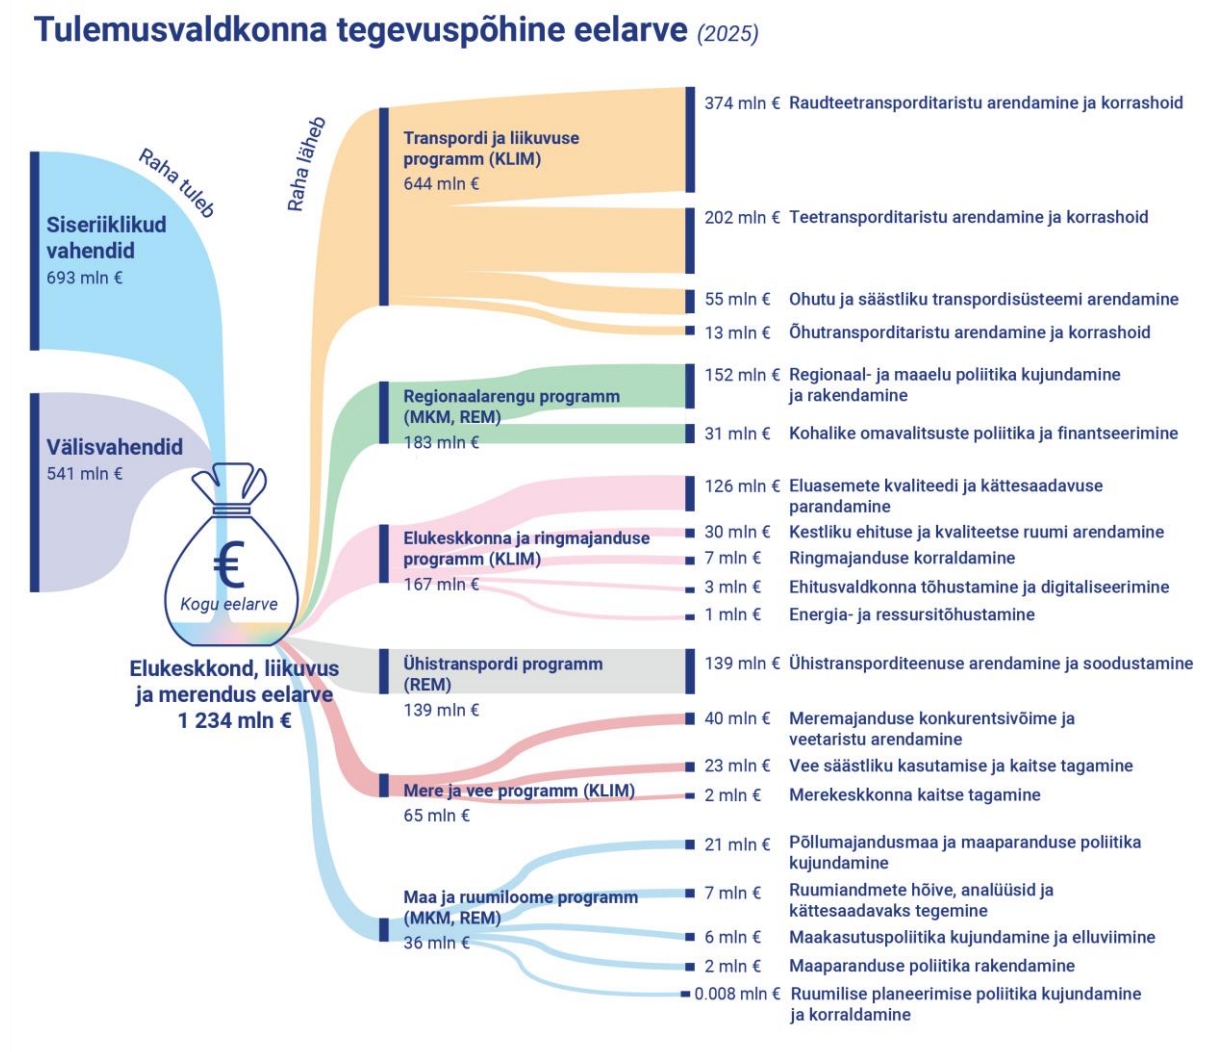 Tulemusvaldkonna tegevuspõhine eelarve (2025)
Raha tuleb
Raha läheb
Siseriiklikud
vahendid
693 mln €
Välisvahendid
541 mln €
€
Kogu eelarve
Elukeskkond, liikuvus
ja merendus eelarve
1 234 mln €
Transpordi ja liikuvuse
programm (KLIM)
644 mln €
374 mln € Raudteetransporditaristu arendamine ja korrashoid
202 mln € Teetransporditaristu arendamine ja korrashoid
55 mln € Ohutu ja säästliku transpordisüsteemi arendamine
13 mln € Õhutransporditaristu arendamine ja korrashoid
Regionaalarengu programm
(MKM, REM)
183 mln €
152 mln € Regionaal- ja maaelu poliitika kujundamine
ja rakendamine
31 mln € Kohalike omavalitsuste poliitika ja finantseerimine
Elukeskkonna ja ringmajanduse
programm (KLIM)
167 mln €
126 mln € Eluasemete kvaliteedi ja kättesaadavuse
parandamine
30 mln € Kestliku ehituse ja kvaliteetse ruumi arendamine
7 mln € Ringmajanduse korraldamine
3 mln € Ehitusvaldkonna tõhustamine ja digitaliseerimine
1 mln € Energia- ja ressursitõhustamine
Ühistranspordi programm
(REM)
139 mln €
139 mln € Ühistransporditeenuse arendamine ja soodustamine
Mere ja vee programm (KLIM)
65 mln €
40 mln € Meremajanduse konkurentsivõime ja
veetaristu arendamine
23 mln € Vee säästliku kasutamise ja kaitse tagamine
2 mln € Merekeskkonna kaitse tagamine
Maa ja ruumiloome programm
(MKM, REM)
36 mln €
21 mln € Põllumajandusmaa ja maaparanduse poliitika
kujundamine
7 mln € Ruumiandmete hõive, analüüsid ja
kättesaadavaks tegemine
6 mln € Maakasutuspoliitika kujundamine ja elluviimine
2 mln € Maaparanduse poliitika rakendamine
0.008 mln € Ruumilise planeerimise poliitika kujundamine
ja korraldamine